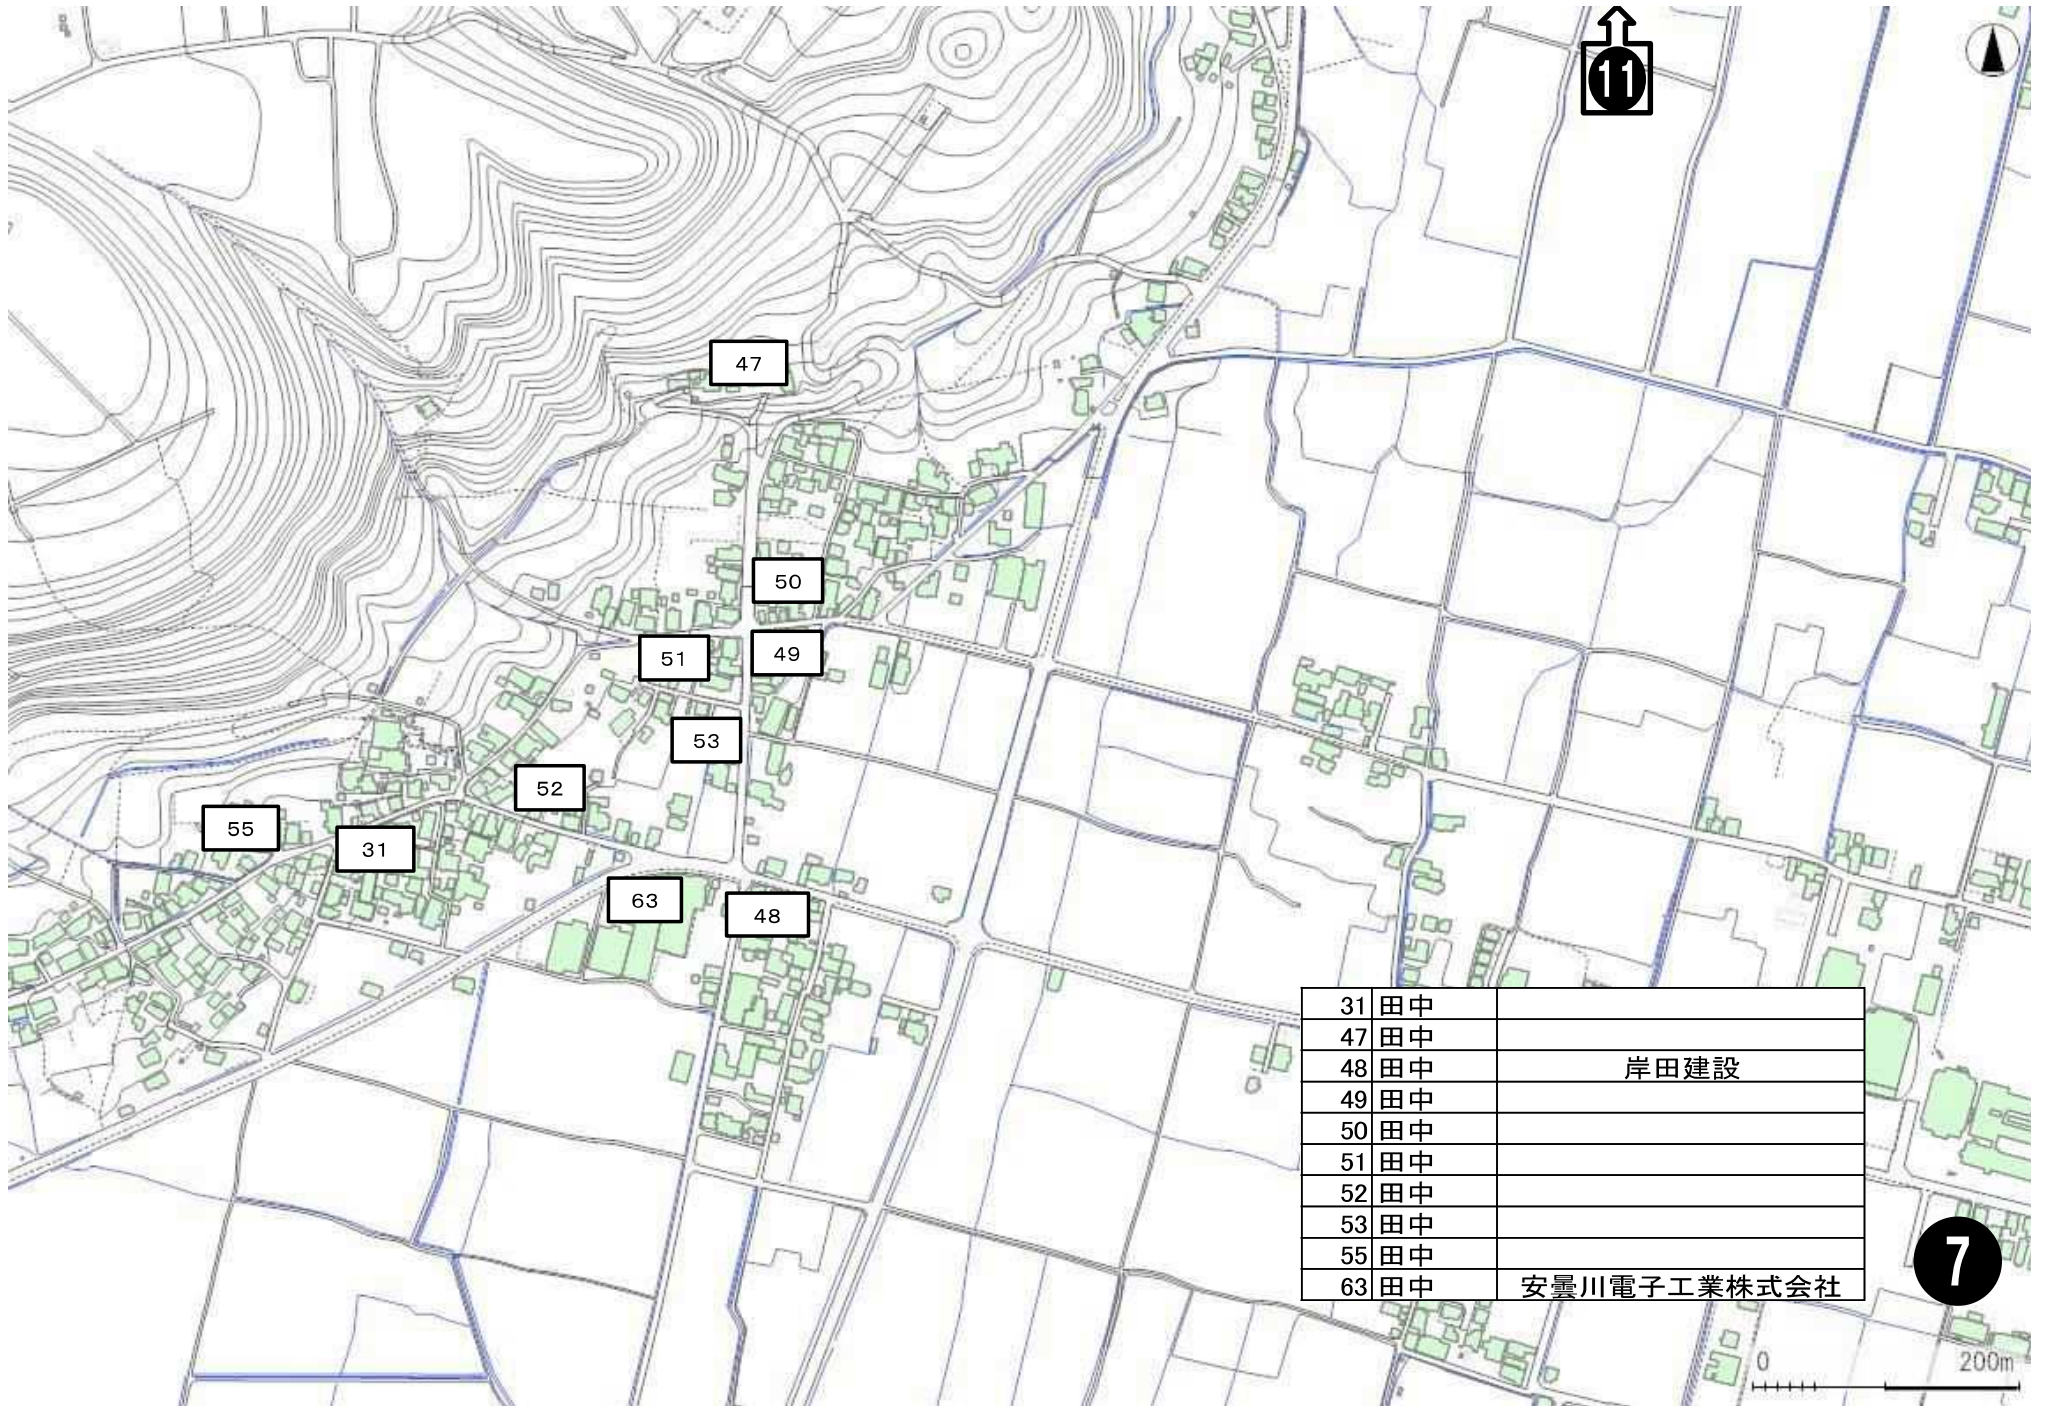 11
47
50
51
49
53
52
55
31
63
48
31 田中
47 田中
48 田中 岸田建設
49 田中
50 田中
51 田中
52 田中
53 田中
55 田中
63 田中 安曇川電子工業株式会社
7
0 200m